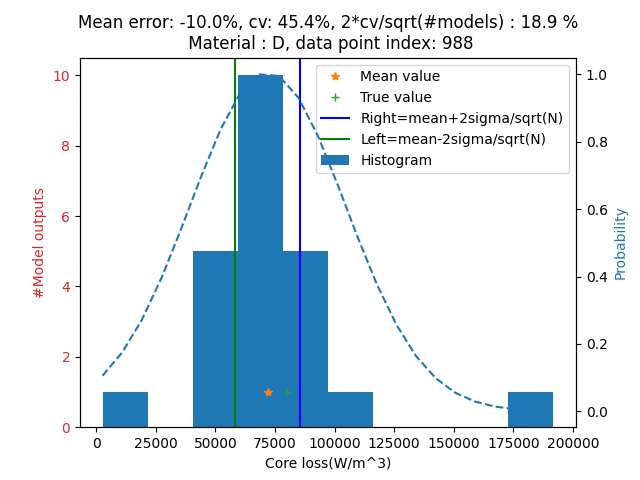 Mean error: -10.0%, cv: 45.4%, 2*cv/sqrt(#models) : 18.9 %
Material : D, data point index: 988
Mean value
True value
Right=mean+2sigma/sqrt(N)
Left=mean-2sigma/sqrt(N)
Histogram
#Model outputs
10
8
6
4
2
0
1.0
0.8
0.6
0.4
0.2
0.0
Probability
0 25000 50000 75000 100000 125000 150000 175000 200000
Core loss(W/m^3)